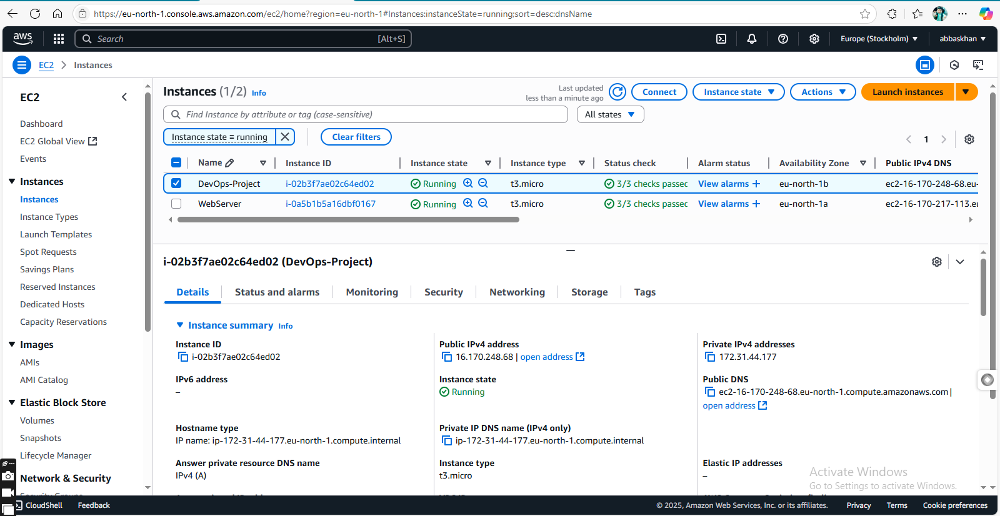 https://eu-north-1.console.aws.amazon.com/ec2/home?region=eu-north-1#Instances:instanceState=running;sort=desc:dnsName
aws
Search [Alt+S]
Europe (Stockholm)
abbaskhan
EC2 > Instances
EC2
Dashboard
EC2 Global View
Events
Instances
Instances
Instance Types
Launch Templates
Spot Requests
Savings Plans
Reserved Instances
Dedicated Hosts
Capacity Reservations
Images
AMIs
AMI Catalog
Elastic Block Store
Volumes
Snapshots
Lifecycle Manager
Network & Security
Instances (1/2) Info
Last updated
less than a minute ago
Connect
Instance state
Actions
Launch instances
Find Instance by attribute or tag (case-sensitive)
All states
Instance state = running
Clear filters
1
Name Instance ID Instance state Instance type Status check Alarm status Availability Zone Public IPv4 DNS
DevOps-Project i-02b3f7ae02c64ed02 Running t3.micro 3/3 checks passec View alarms + eu-north-1b ec2-16-170-248-68.eu-
WebServer i-0a5b1b5a16dbf0167 Running t3.micro 3/3 checks passec View alarms + eu-north-1a ec2-16-170-217-113.eu
i-02b3f7ae02c64ed02 (DevOps-Project)
Details Status and alarms Monitoring Security Networking Storage Tags
Instance summary Info
Instance ID
i-02b3f7ae02c64ed02
Public IPv4 address
16.170.248.68 | open address
Private IPv4 addresses
172.31.44.177
IPv6 address
–
Instance state
Running
Public DNS
ec2-16-170-248-68.eu-north-1.compute.amazonaws.com |
open address
Hostname type
IP name: ip-172-31-44-177.eu-north-1.compute.internal
Private IP DNS name (IPv4 only)
ip-172-31-44-177.eu-north-1.compute.internal
Answer private resource DNS name
IPv4 (A)
Instance type
t3.micro
Elastic IP addresses
–
Activate Windows
Go to Settings to activate Windows.
CloudShell
Feedback
© 2025, Amazon Web Services, Inc. or its affiliates.
Privacy
Terms
Cookie preferences